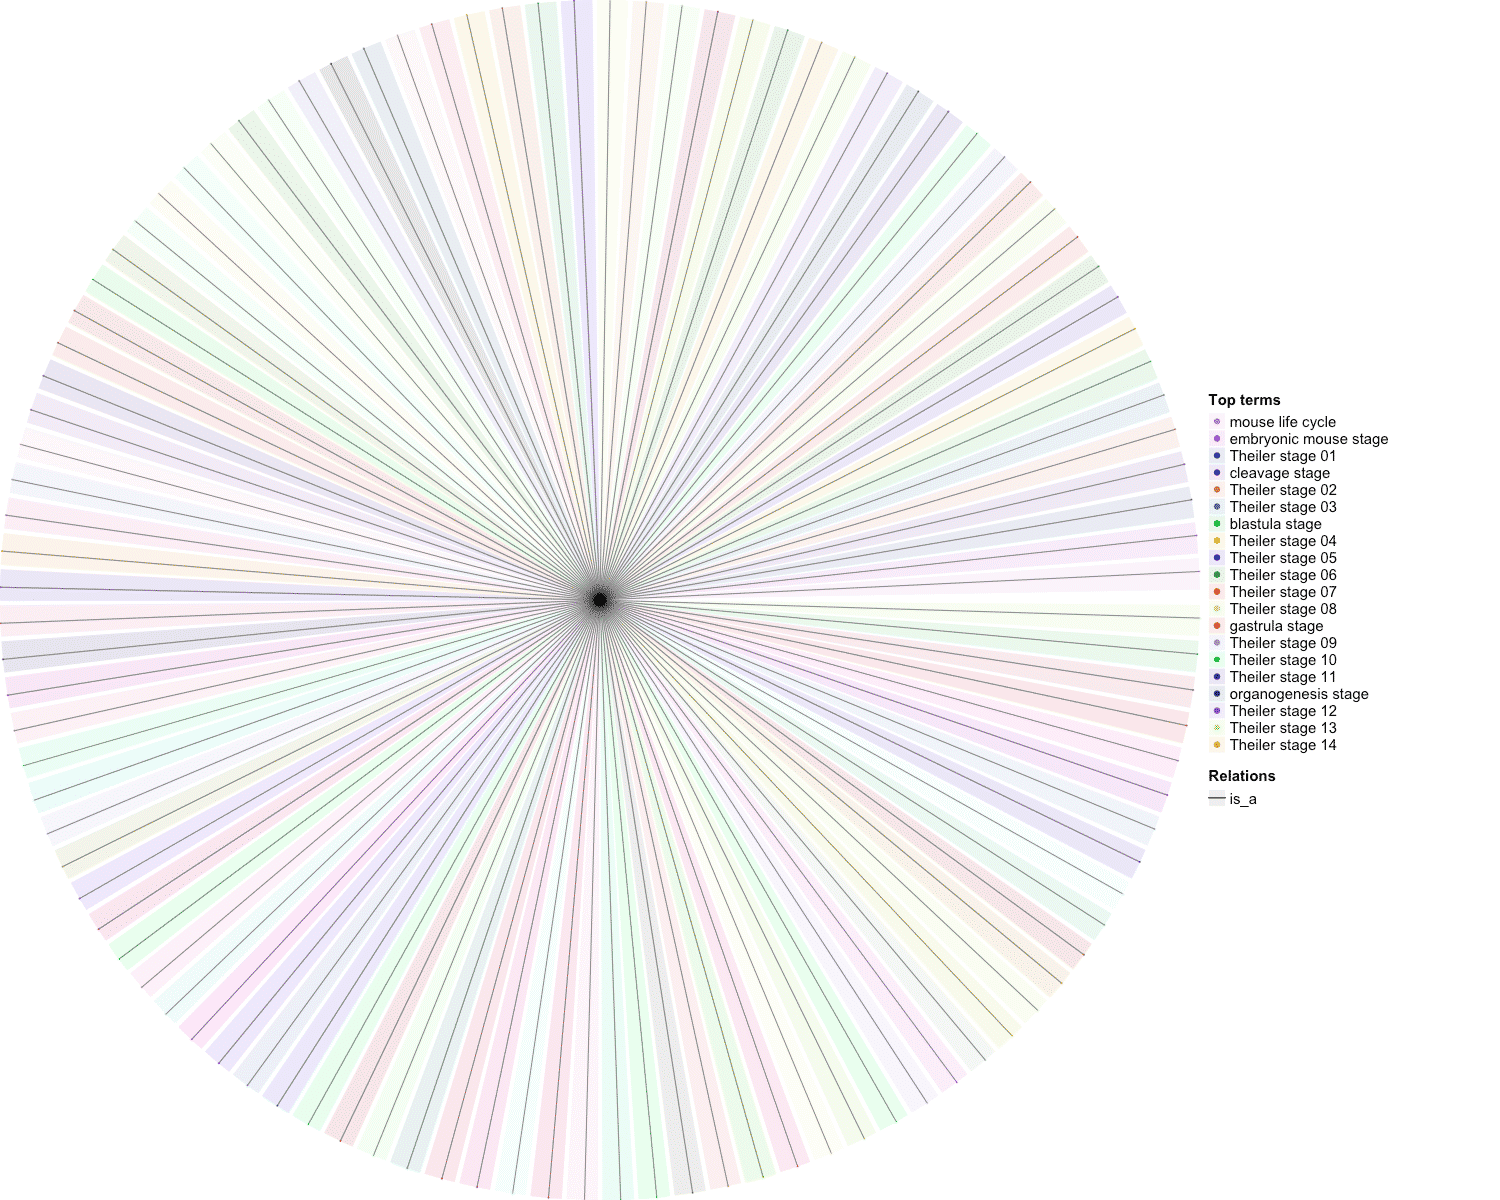 Top terms
mouse life cycle
embryonic mouse stage
Theiler stage 01
cleavage stage
Theiler stage 02
Theiler stage 03
blastula stage
Theiler stage 04
Theiler stage 05
Theiler stage 06
Theiler stage 07
Theiler stage 08
gastrula stage
Theiler stage 09
Theiler stage 10
Theiler stage 11
organogenesis stage
Theiler stage 12
Theiler stage 13
Theiler stage 14
Relations
is_a